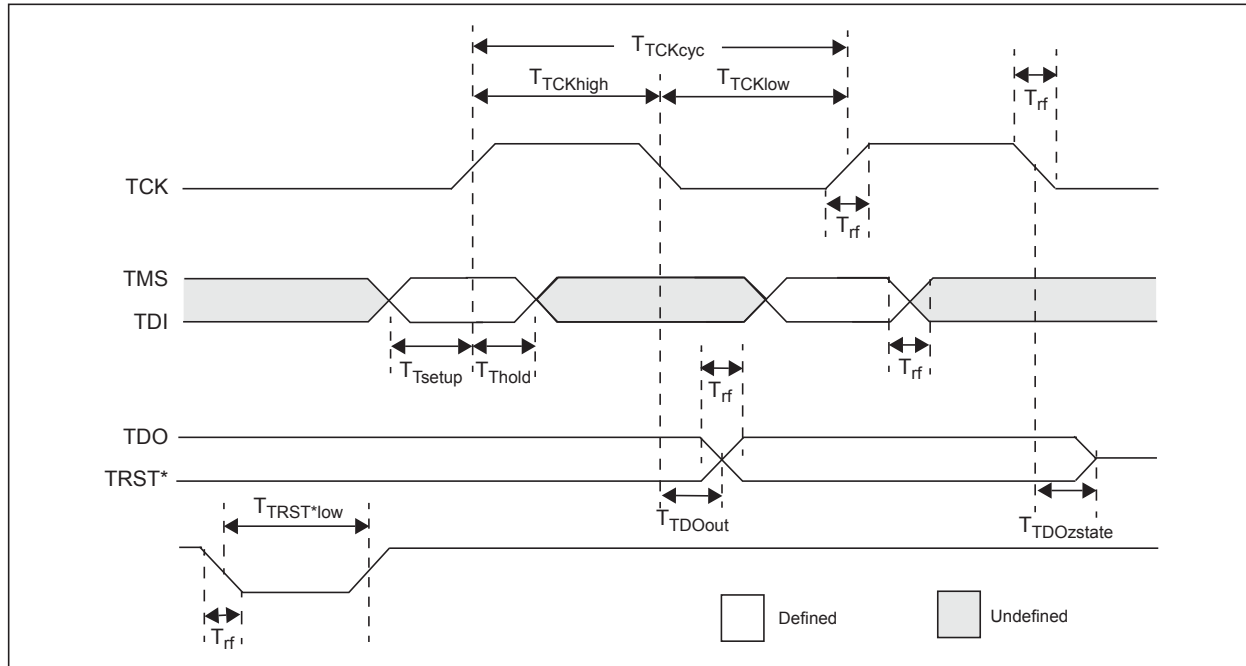 TTCKcyc
TTCKhigh
TTCKlow
Trf
TCK
Trf
TMS
TDI
TTsetup
TThold
Trf
Trf
TDO
TRST*
TTRST*low
TTDOout
TTDOzstate
Trf
Defined
Undefined